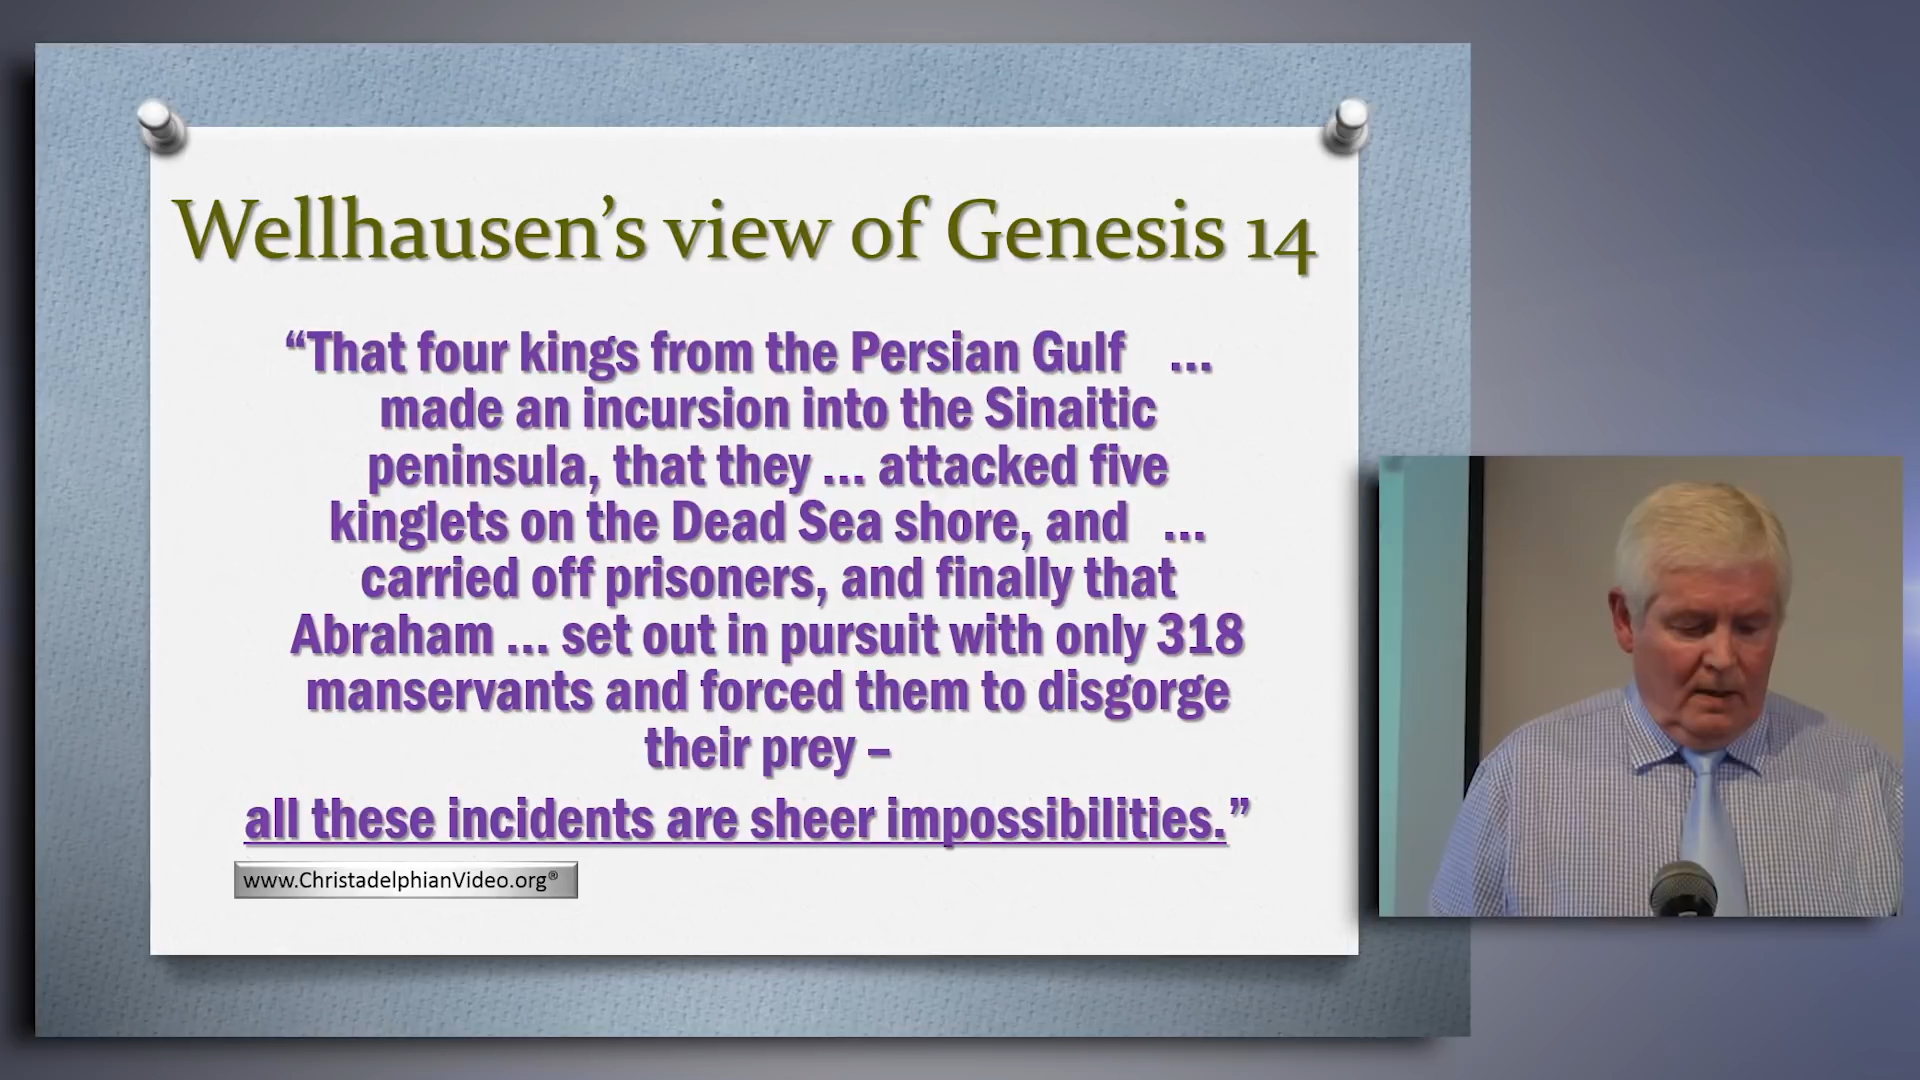 Wellhausen’s view of Genesis 14
“That four kings from the Persian Gulf ...
made an incursion into the Sinaitic
peninsula, that they ... attacked five
kinglets on the Dead Sea shore, and ...
carried off prisoners, and finally that
Abraham ... set out in pursuit with only 318
manservants and forced them to disgorge
their prey –
all these incidents are sheer impossibilities.”
www.ChristadelphianVideo.org®